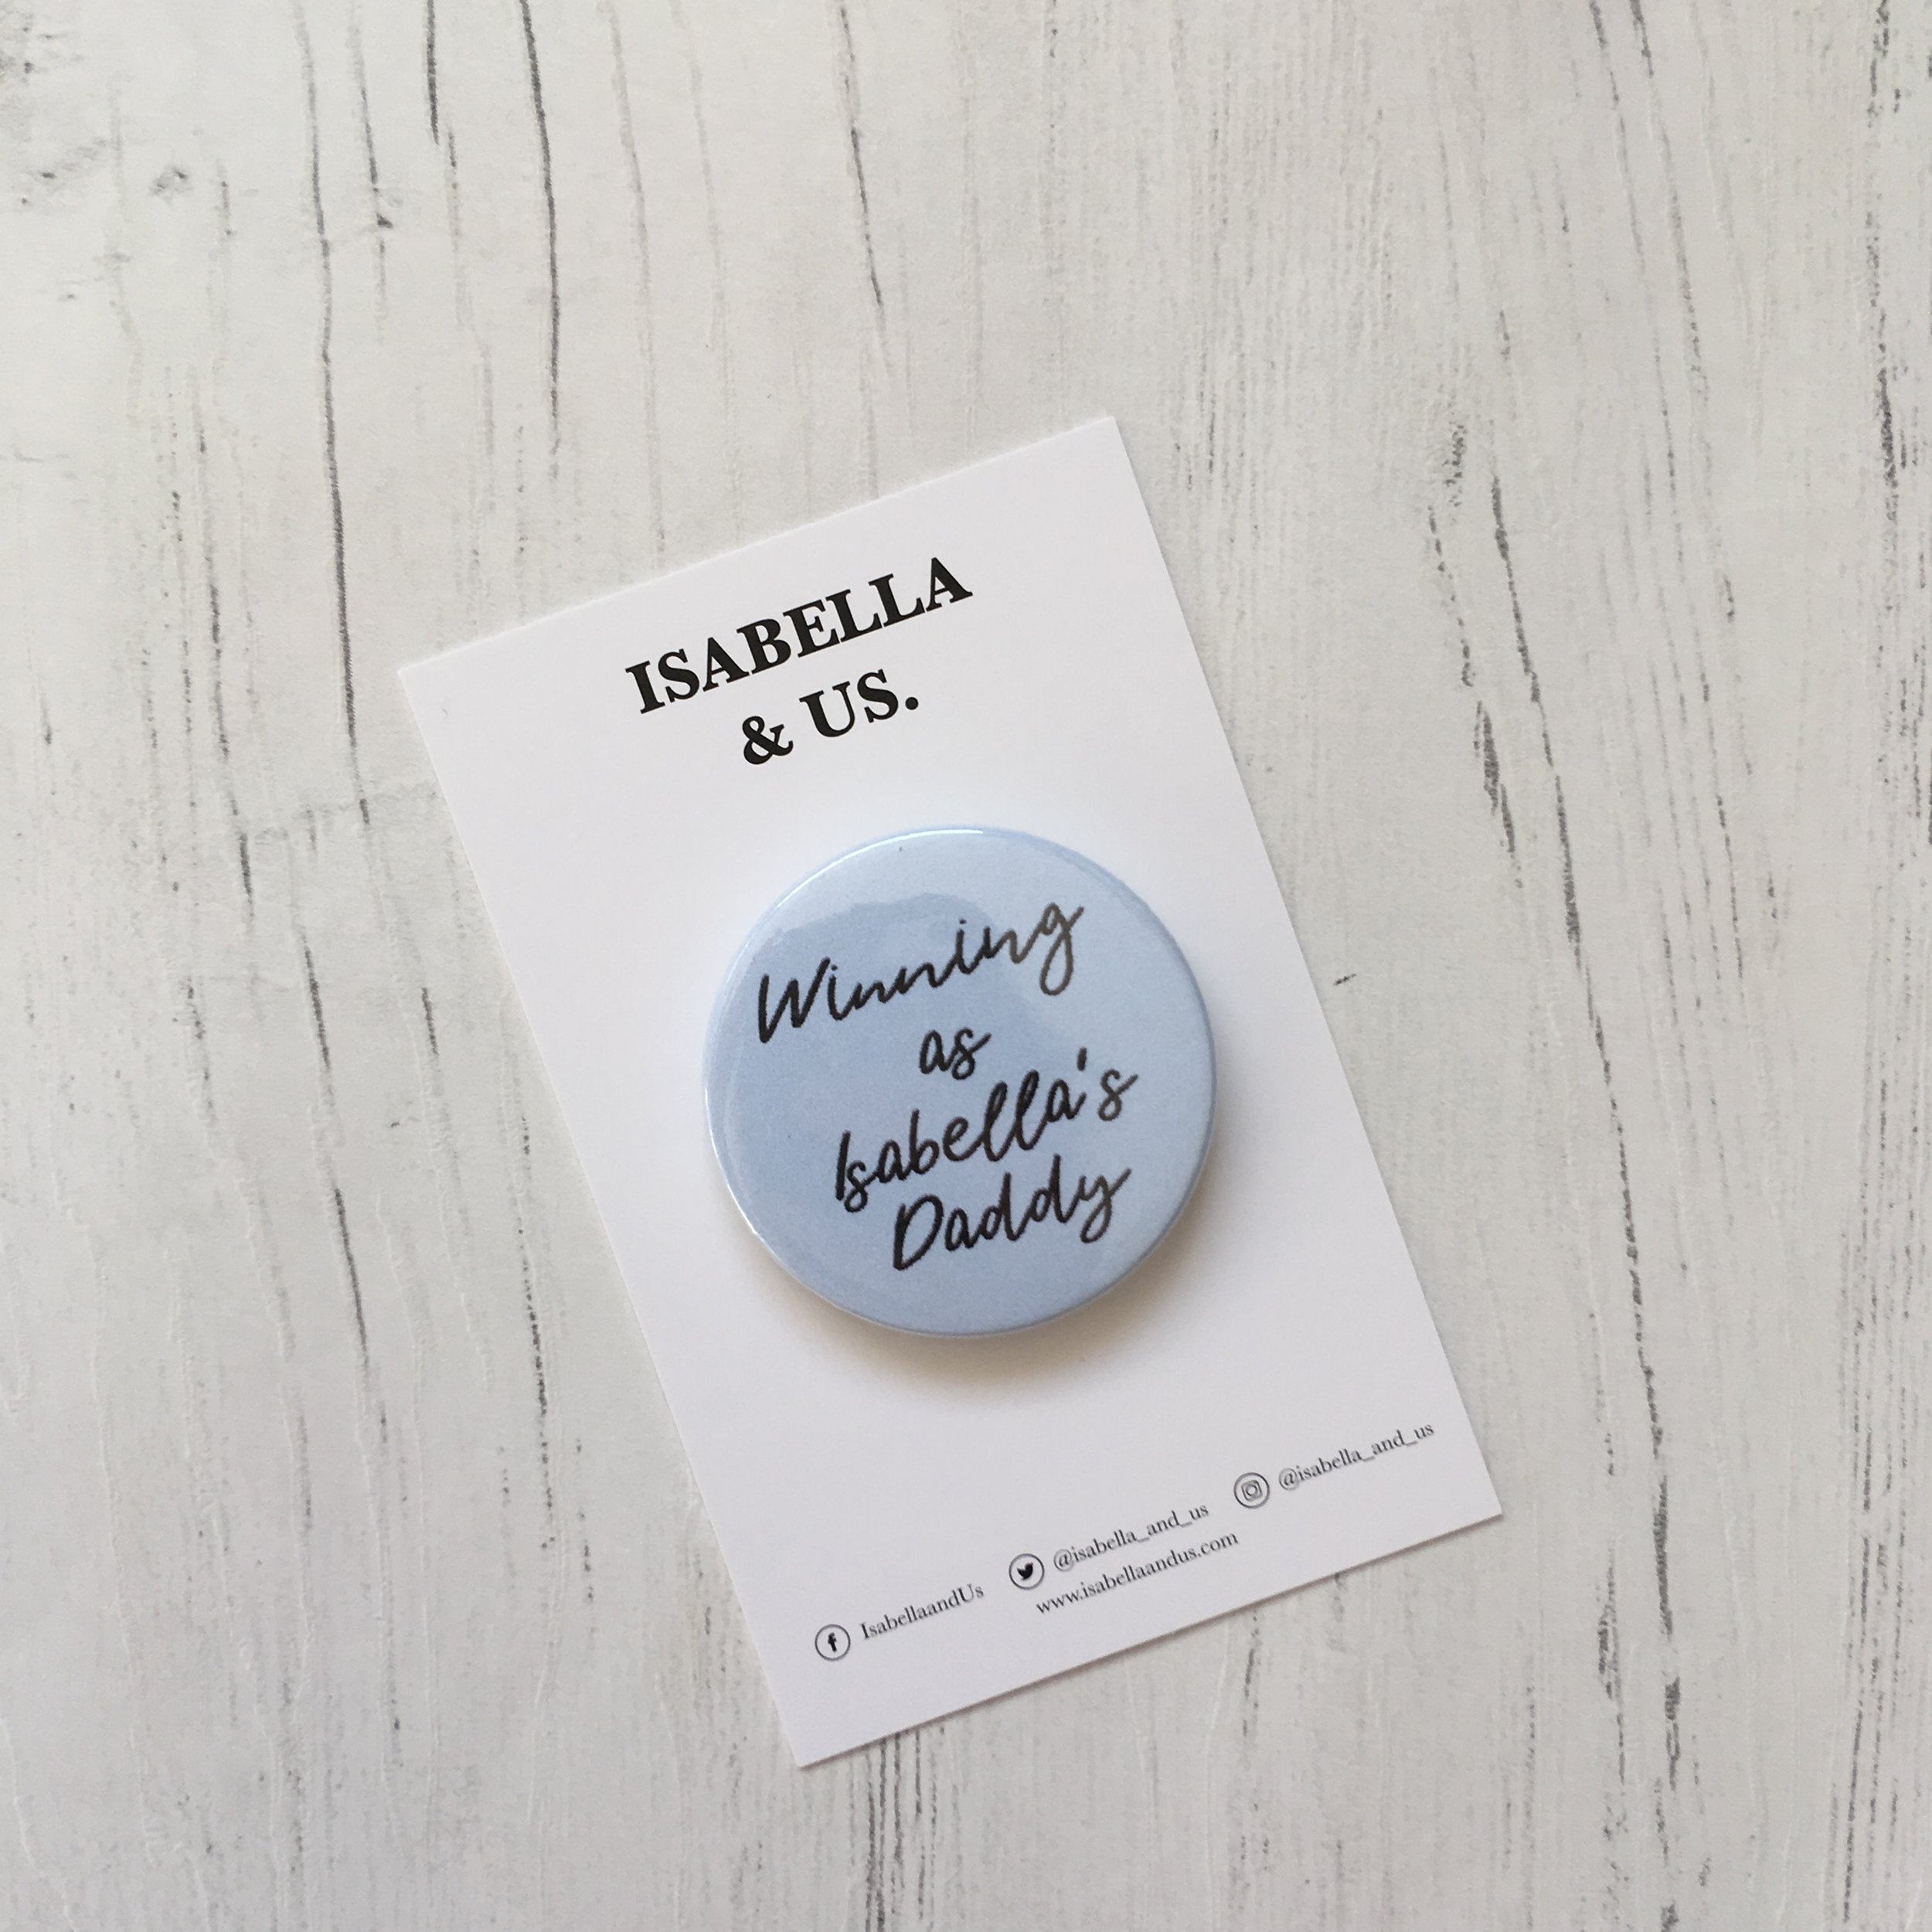 ISABELLA
& US.
Winning
as
Isabella's
Daddy
IsabellaandUs @isabella_and_us @isabella_and_us
www.isabellaandus.com